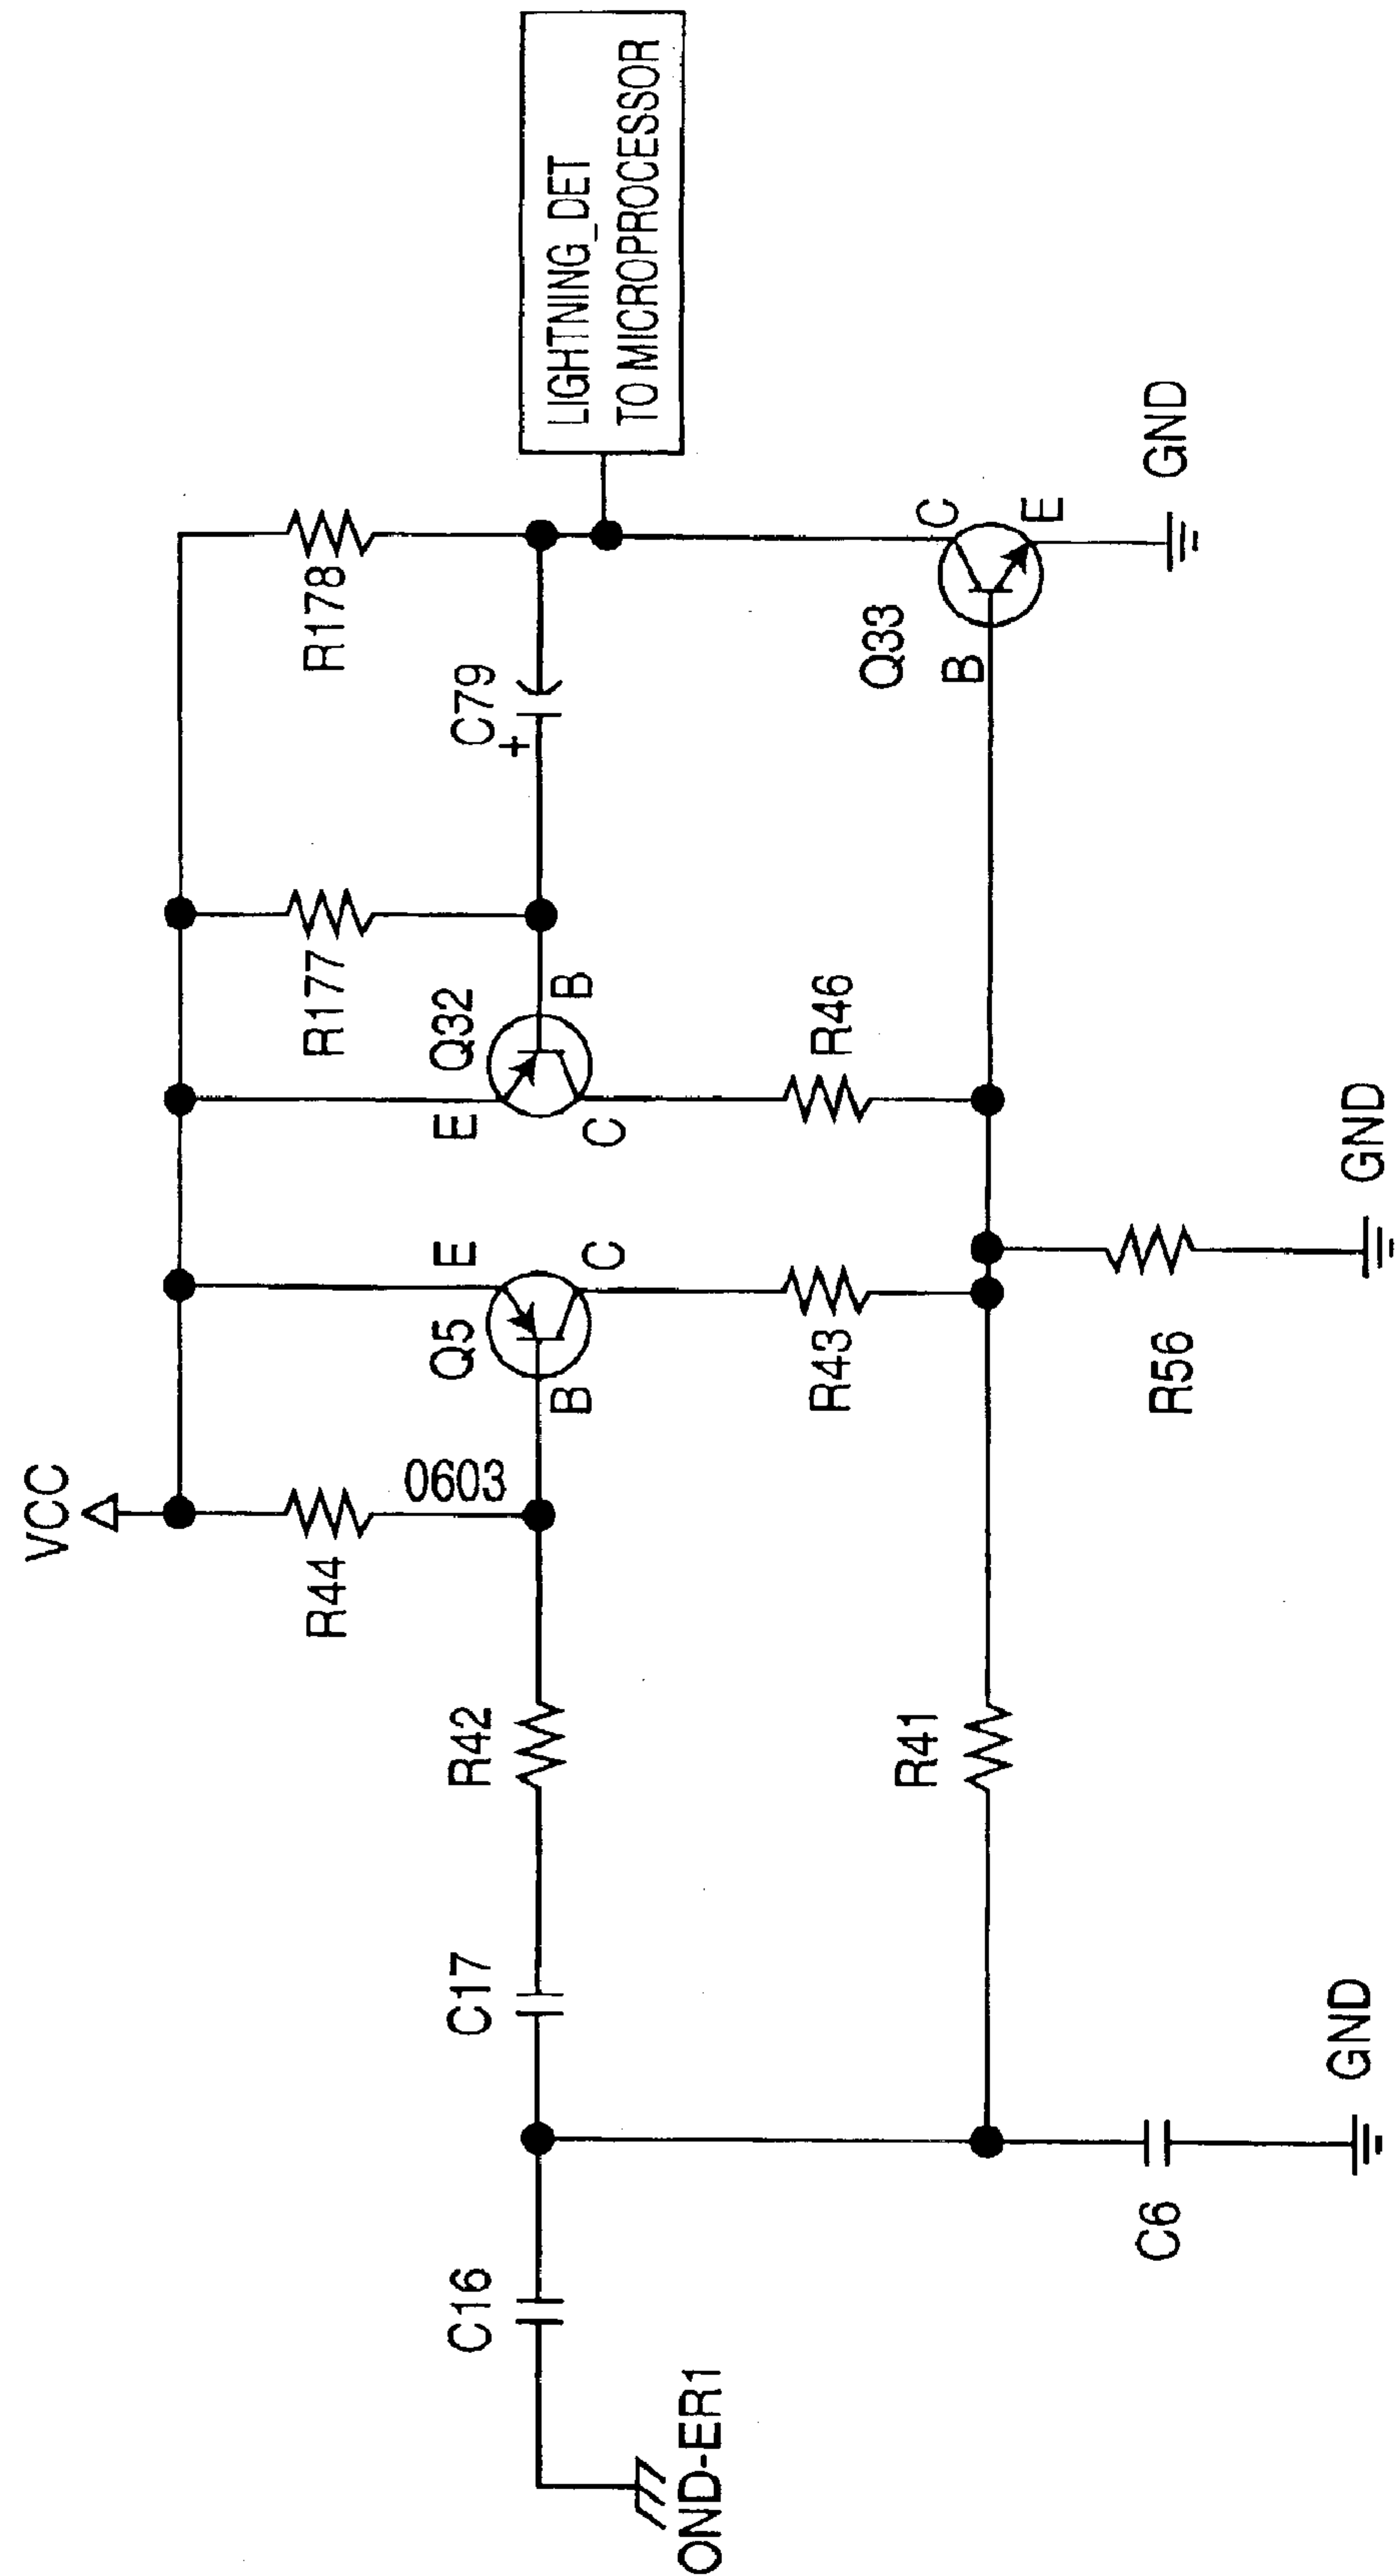 VCC
R44
0603
R177
R178
Q5
E
B
C
Q32
E
B
C
C79
+
LIGHTNING_DET
TO MICROPROCESSOR
C16
C17
R42
OND-ER1
R43
R46
R41
Q33
B
C
E
GND
C6
GND
R56
GND